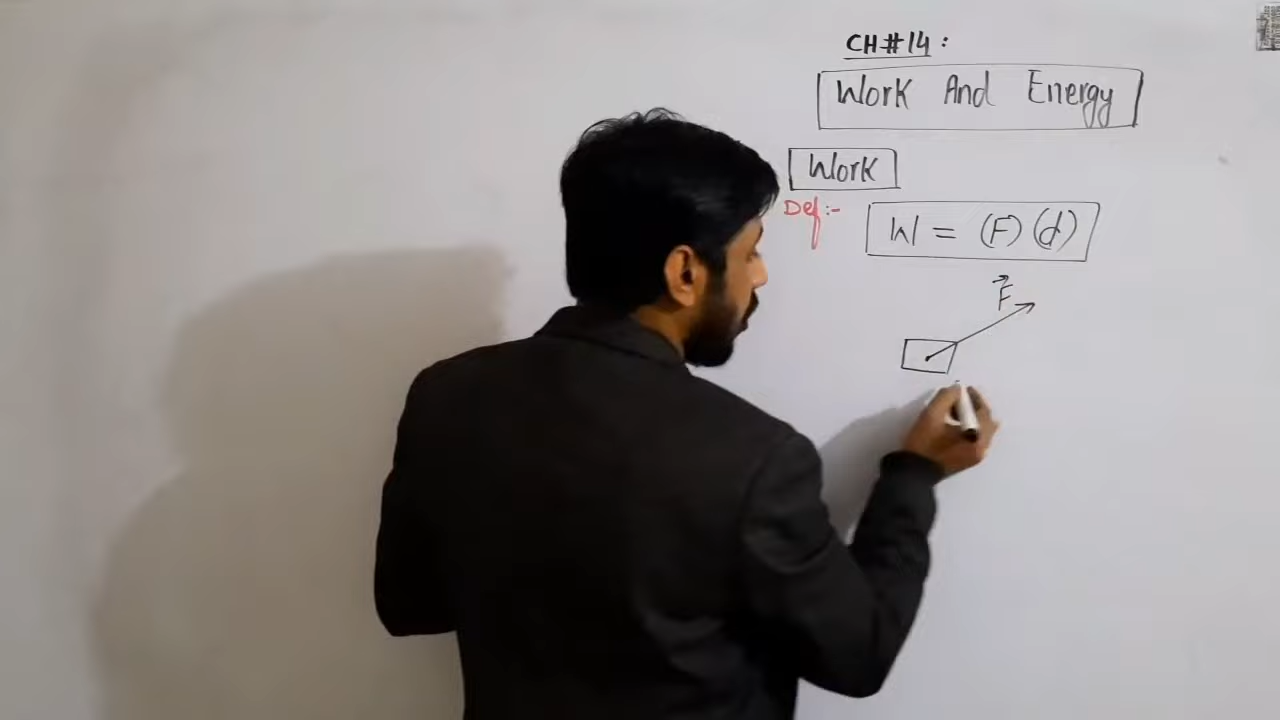 CH#14:
Work And Energy
Work
Def:-
W = (F) (d)
F⃗